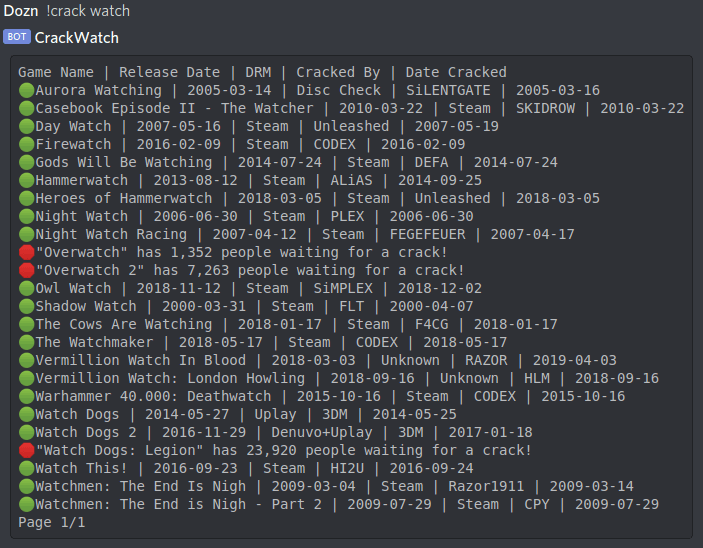 Dozn !crack watch
BOT CrackWatch
Game Name | Release Date | DRM | Cracked By | Date Cracked
Aurora Watching | 2005-03-14 | Disc Check | SiLENTGATE | 2005-03-16
Casebook Episode II - The Watcher | 2010-03-22 | Steam | SKIDROW | 2010-03-22
Day Watch | 2007-05-16 | Steam | Unleashed | 2007-05-19
Firewatch | 2016-02-09 | Steam | CODEX | 2016-02-09
Gods Will Be Watching | 2014-07-24 | Steam | DEFA | 2014-07-24
Hammerwatch | 2013-08-12 | Steam | ALiAS | 2014-09-25
Heroes of Hammerwatch | 2018-03-05 | Steam | Unleashed | 2018-03-05
Night Watch | 2006-06-30 | Steam | PLEX | 2006-06-30
Night Watch Racing | 2007-04-12 | Steam | FEGEFEUER | 2007-04-17
"Overwatch" has 1,352 people waiting for a crack!
"Overwatch 2" has 7,263 people waiting for a crack!
Owl Watch | 2018-11-12 | Steam | SiMPLEX | 2018-12-02
Shadow Watch | 2000-03-31 | Steam | FLT | 2000-04-07
The Cows Are Watching | 2018-01-17 | Steam | F4CG | 2018-01-17
The Watchmaker | 2018-05-17 | Steam | CODEX | 2018-05-17
Vermillion Watch In Blood | 2018-03-03 | Unknown | RAZOR | 2019-04-03
Vermillion Watch: London Howling | 2018-09-16 | Unknown | HLM | 2018-09-16
Warhammer 40.000: Deathwatch | 2015-10-16 | Steam | CODEX | 2015-10-16
Watch Dogs | 2014-05-27 | Uplay | 3DM | 2014-05-25
Watch Dogs 2 | 2016-11-29 | Denuvo+Uplay | 3DM | 2017-01-18
"Watch Dogs: Legion" has 23,920 people waiting for a crack!
Watch This! | 2016-09-23 | Steam | HI2U | 2016-09-24
Watchmen: The End Is Nigh | 2009-03-04 | Steam | Razor1911 | 2009-03-14
Watchmen: The End is Nigh - Part 2 | 2009-07-29 | Steam | CPY | 2009-07-29
Page 1/1